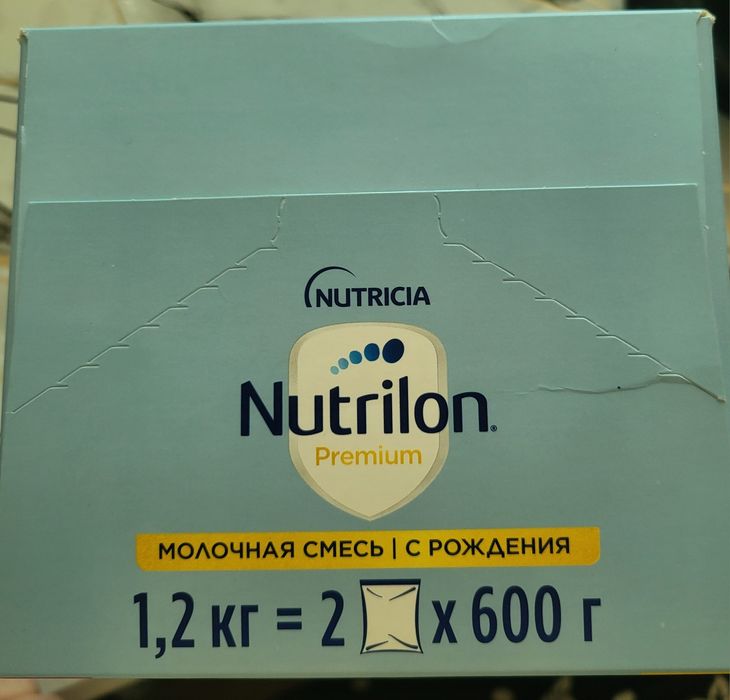 NUTRICIA
Nutrilon®
Premium
МОЛОЧНАЯ СМЕСЬ | С РОЖДЕНИЯ
1,2 кг = 2 х 600 г